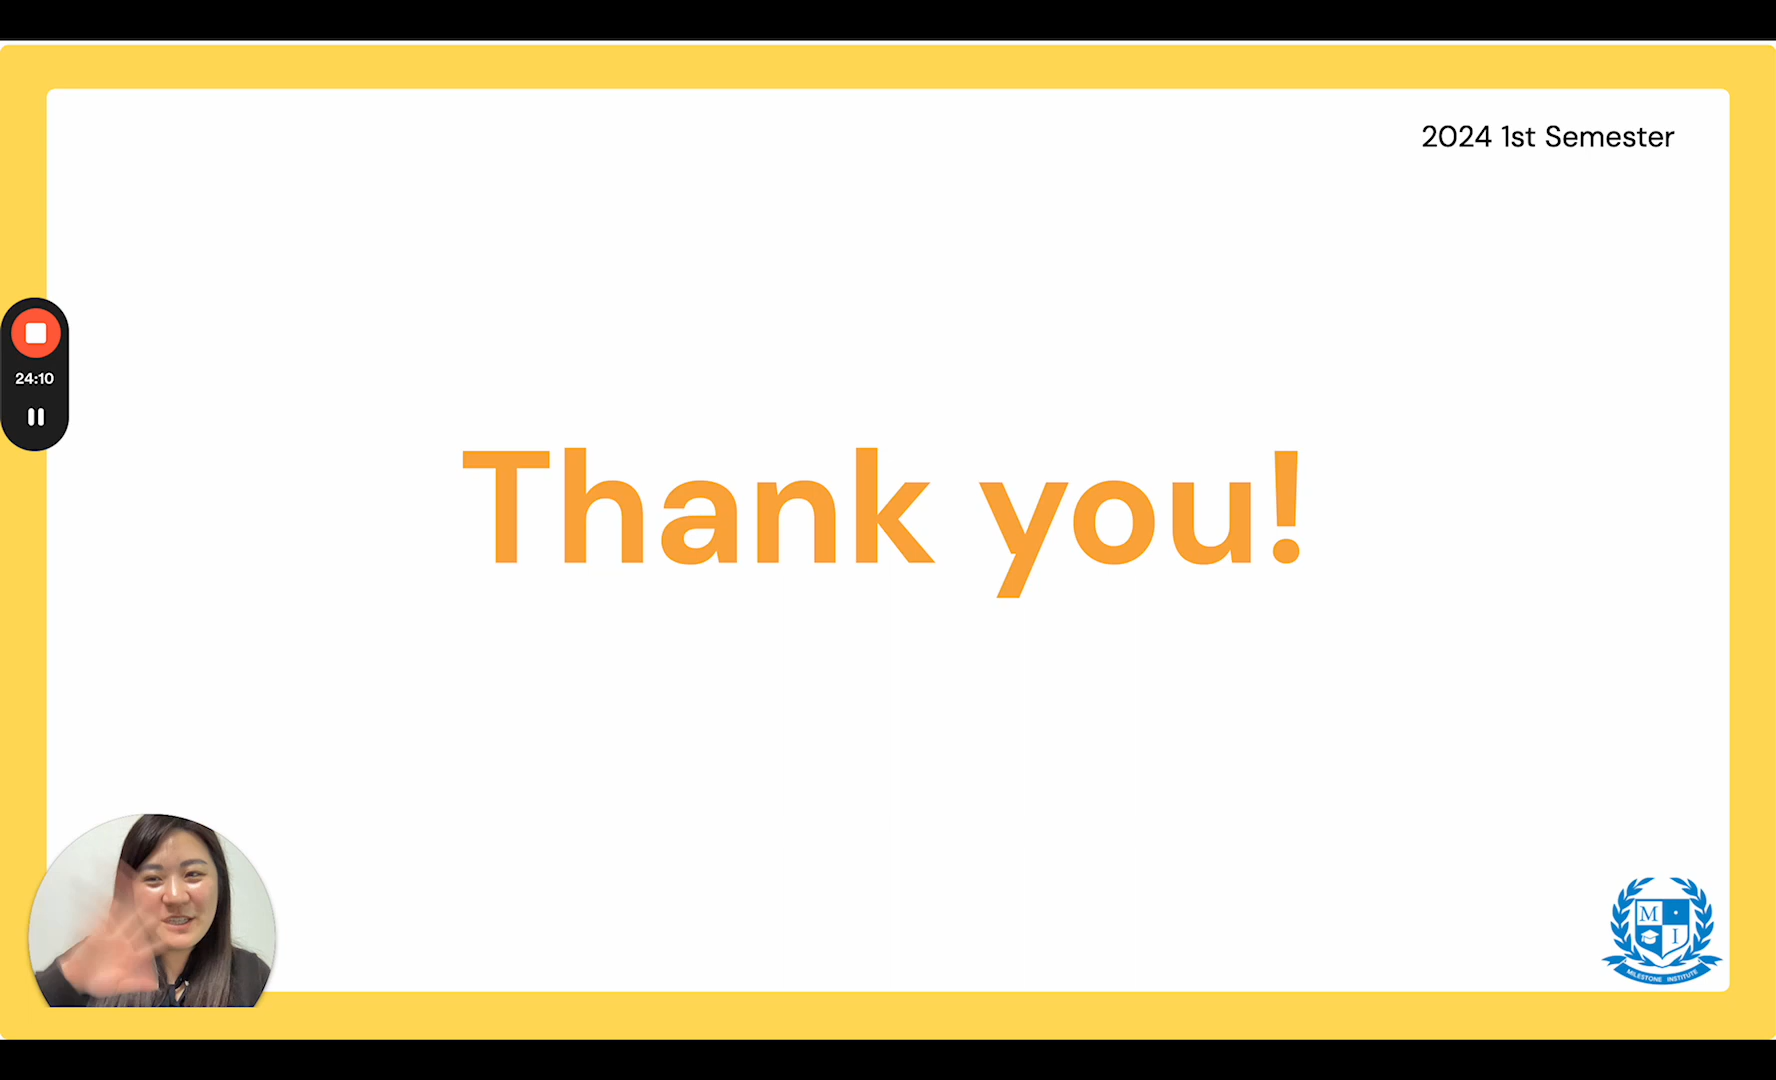 2024 1st Semester
24:10
Thank you!
M
I
MILESTONE INSTITUTE